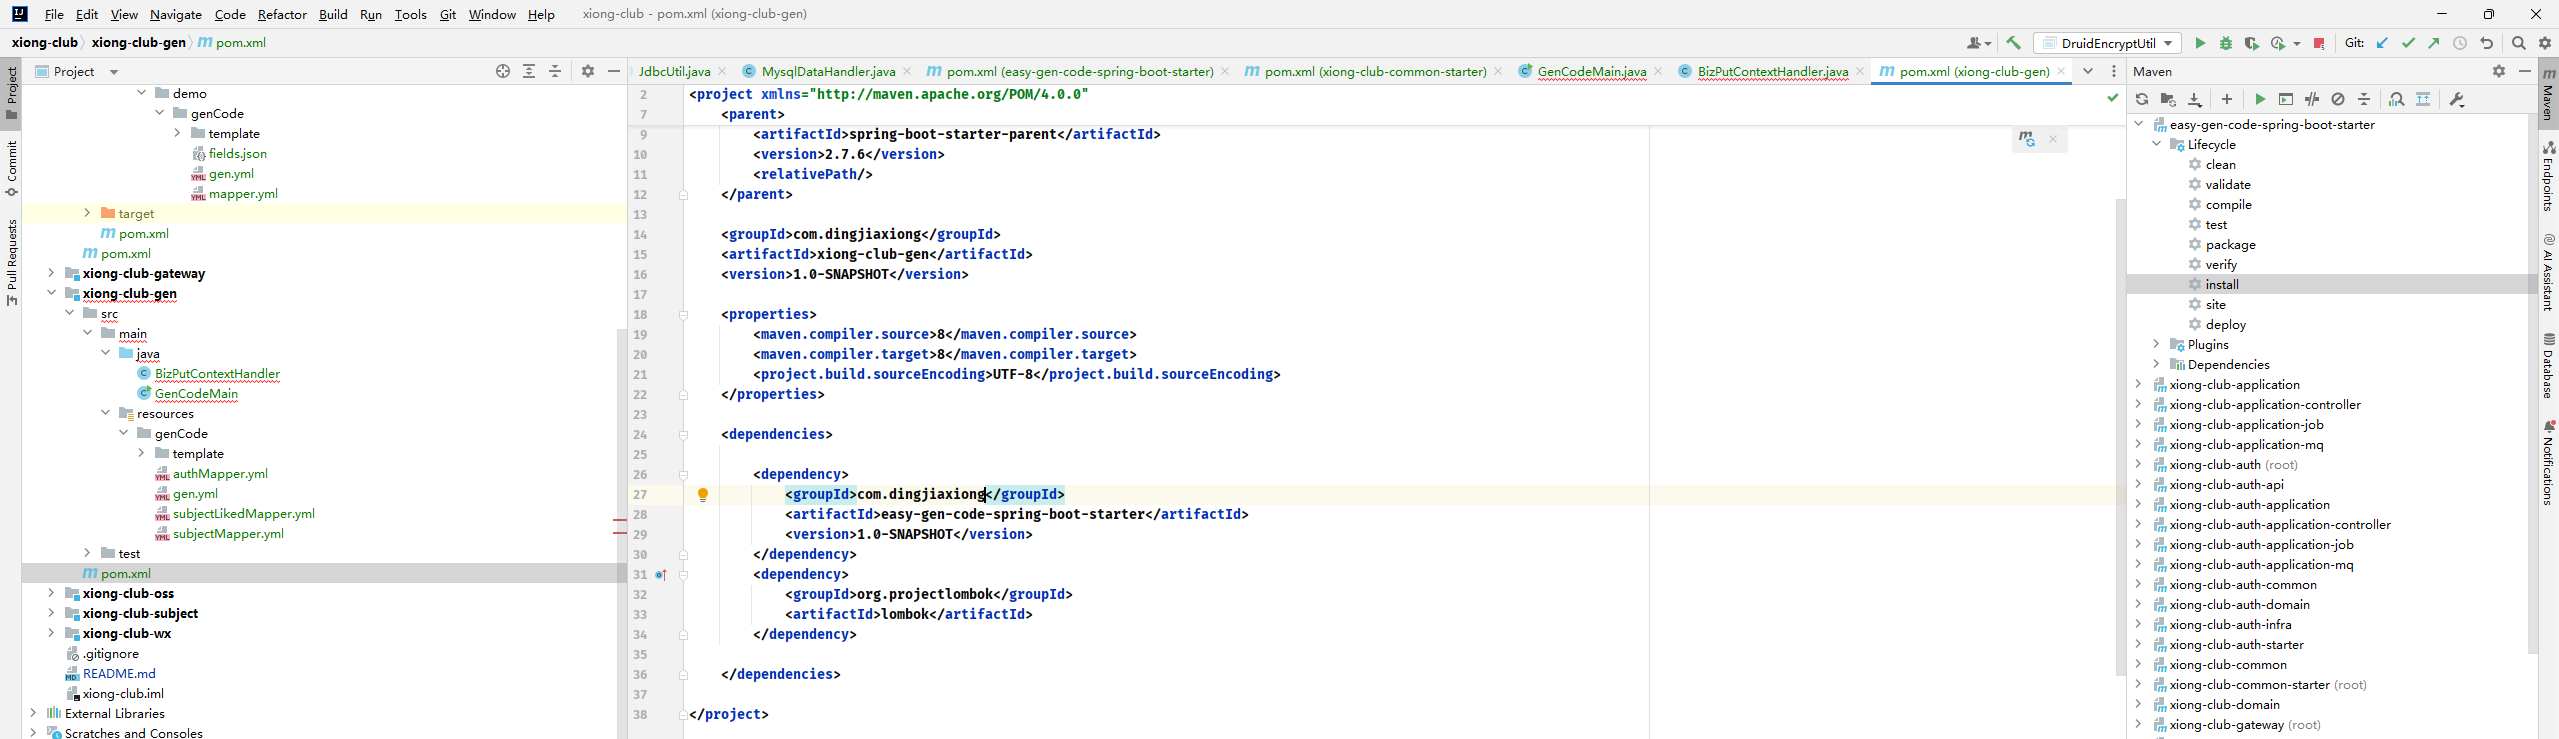 File Edit View Navigate Code Refactor Build Run Tools Git Window Help xiong-club - pom.xml (xiong-club-gen)
xiong-club xiong-club-gen pom.xml
DruidEncryptUtil
Git:
Project
JdbcUtil.java MysqlDataHandler.java pom.xml (easy-gen-code-spring-boot-starter) pom.xml (xiong-club-common-starter) GenCodeMain.java BizPutContextHandler.java pom.xml (xiong-club-gen)
Maven
Project
Commit
Pull Requests
demo
genCode
template
fields.json
gen.yml
mapper.yml
target
pom.xml
pom.xml
xiong-club-gateway
xiong-club-gen
src
main
java
BizPutContextHandler
GenCodeMain
resources
genCode
template
authMapper.yml
gen.yml
subjectLikedMapper.yml
subjectMapper.yml
test
pom.xml
xiong-club-oss
xiong-club-subject
xiong-club-wx
.gitignore
README.md
xiong-club.iml
External Libraries
Scratches and Consoles
2 <project xmlns="http://maven.apache.org/POM/4.0.0"
7 <parent>
9 <artifactId>spring-boot-starter-parent</artifactId>
10 <version>2.7.6</version>
11 <relativePath/>
12 </parent>
13
14 <groupId>com.dingjiaxiong</groupId>
15 <artifactId>xiong-club-gen</artifactId>
16 <version>1.0-SNAPSHOT</version>
17
18 <properties>
19 <maven.compiler.source>8</maven.compiler.source>
20 <maven.compiler.target>8</maven.compiler.target>
21 <project.build.sourceEncoding>UTF-8</project.build.sourceEncoding>
22 </properties>
23
24 <dependencies>
25
26 <dependency>
27 <groupId>com.dingjiaxiong</groupId>
28 <artifactId>easy-gen-code-spring-boot-starter</artifactId>
29 <version>1.0-SNAPSHOT</version>
30 </dependency>
31 <dependency>
32 <groupId>org.projectlombok</groupId>
33 <artifactId>lombok</artifactId>
34 </dependency>
35
36 </dependencies>
37
38 </project>
easy-gen-code-spring-boot-starter
Lifecycle
clean
validate
compile
test
package
verify
install
site
deploy
Plugins
Dependencies
xiong-club-application
xiong-club-application-controller
xiong-club-application-job
xiong-club-application-mq
xiong-club-auth (root)
xiong-club-auth-api
xiong-club-auth-application
xiong-club-auth-application-controller
xiong-club-auth-application-job
xiong-club-auth-application-mq
xiong-club-auth-common
xiong-club-auth-domain
xiong-club-auth-infra
xiong-club-auth-starter
xiong-club-common
xiong-club-common-starter (root)
xiong-club-domain
xiong-club-gateway (root)
Maven
Endpoints
AI Assistant
Database
Notifications